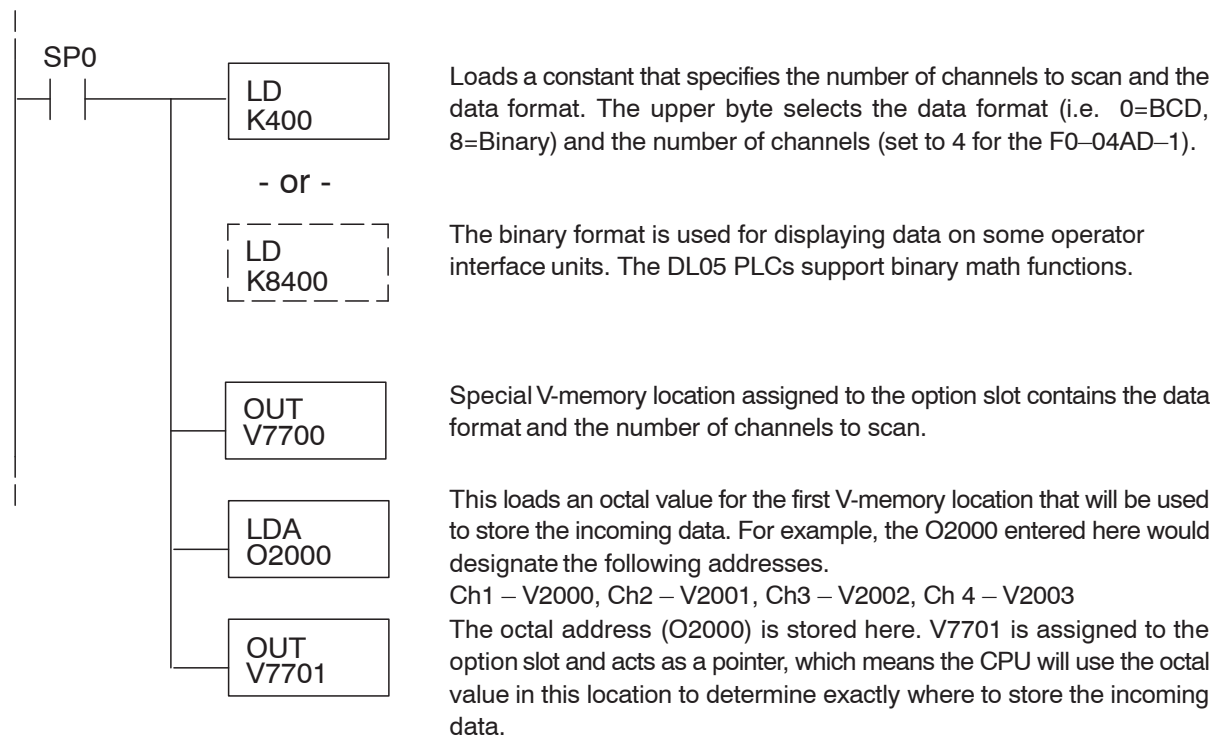 SP0
LD
K400
Loads a constant that specifies the number of channels to scan and the
data format. The upper byte selects the data format (i.e. 0=BCD,
8=Binary) and the number of channels (set to 4 for the F0–04AD–1).
- or -
LD
K8400
The binary format is used for displaying data on some operator
interface units. The DL05 PLCs support binary math functions.
OUT
V7700
Special V-memory location assigned to the option slot contains the data
format and the number of channels to scan.
LDA
O2000
This loads an octal value for the first V-memory location that will be used
to store the incoming data. For example, the O2000 entered here would
designate the following addresses.
Ch1 – V2000, Ch2 – V2001, Ch3 – V2002, Ch 4 – V2003
OUT
V7701
The octal address (O2000) is stored here. V7701 is assigned to the
option slot and acts as a pointer, which means the CPU will use the octal
value in this location to determine exactly where to store the incoming
data.